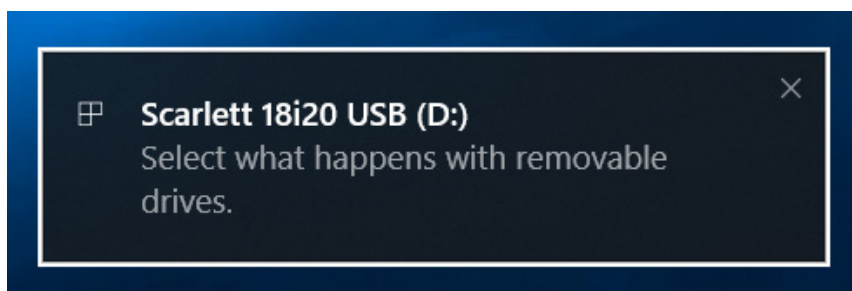 Scarlett 18i20 USB (D:)
Select what happens with removable
drives.